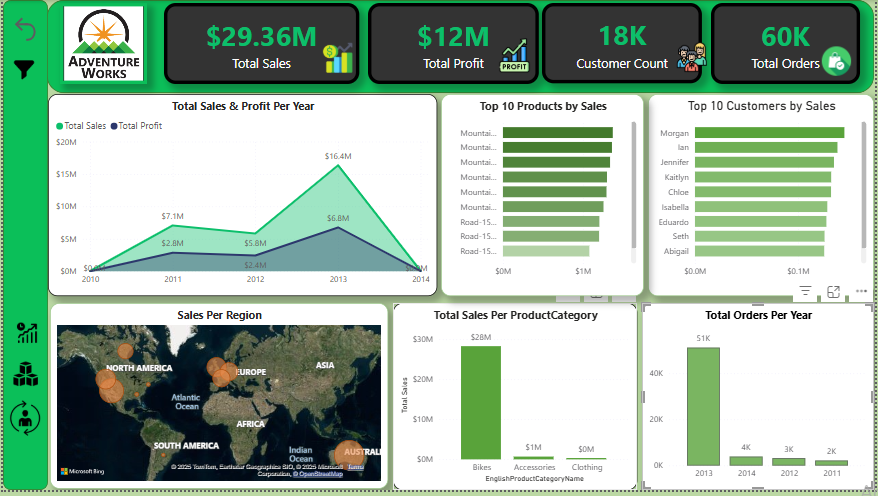 ADVENTURE
WORKS
$29.36M
Total Sales
$12M
Total Profit
PROFIT
18K
Customer Count
60K
Total Orders
Total Sales & Profit Per Year
Total Sales
Total Profit
$20M
$15M
$10M
$5M
$0M
$7.1M
$2.8M
$5.8M
$2.4M
$16.4M
$6.8M
2010
2011
2012
2013
2014
Top 10 Products by Sales
Mountai...
Mountai...
Mountai...
Mountai...
Mountai...
Mountai...
Road-15...
Road-15...
Road-15...
$0M
$1M
Top 10 Customers by Sales
Morgan
Ian
Jennifer
Kaitlyn
Chloe
Isabella
Eduardo
Seth
Abigail
$0.0M
$0.1M
Sales Per Region
NORTH AMERICA
EUROPE
ASIA
Atlantic
Ocean
AFRICA
SOUTH AMERICA
Indian
Ocean
AUSTRALI
Microsoft Bing
© 2025 TomTom, Earthstar Geographics SIO, © 2025 Microsoft Corporation, © OpenStreetMap
Terms
Total Sales Per ProductCategory
Total Sales
$30M
$20M
$10M
$0M
$28M
$1M
$0M
Bikes
Accessories
Clothing
EnglishProductCategoryName
Total Orders Per Year
40K
20K
0K
51K
4K
3K
2K
2013
2014
2012
2011